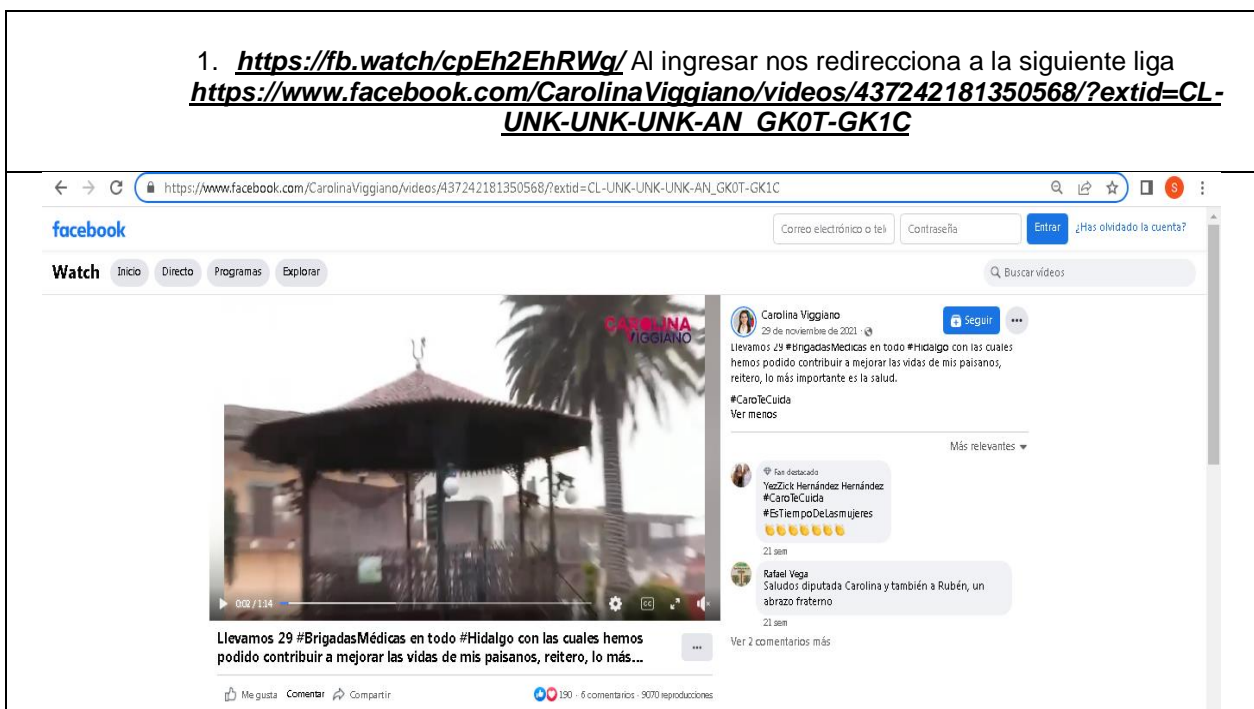 1. https://fb.watch/cpEh2EhRWg/ Al ingresar nos redirecciona a la siguiente liga
https://www.facebook.com/CarolinaViggiano/videos/437242181350568/?extid=CL-
UNK-UNK-UNK-AN_GK0T-GK1C
https://www.facebook.com/CarolinaViggiano/videos/437242181350568/?extid=CL-UNK-UNK-UNK-AN_GK0T-GK1C
S
facebook
Correo electrónico o telé
Contraseña
Entrar
¿Has olvidado la cuenta?
Watch
Inicio
Directo
Programas
Explorar
Buscar vídeos
CAROLINA
VIGGIANO
0:02 / 1:14
CC
Llevamos 29 #BrigadasMédicas en todo #Hidalgo con las cuales hemos
podido contribuir a mejorar las vidas de mis paisanos, reitero, lo más...
Me gusta Comentar Compartir
190 · 6 comentarios · 9070 reproducciones
Carolina Viggiano
29 de noviembre de 2021 ·
Seguir
Llevamos 29 #BrigadasMédicas en todo #Hidalgo con las cuales
hemos podido contribuir a mejorar las vidas de mis paisanos,
reitero, lo más importante es la salud.
#CaroTeCuida
Ver menos
Más relevantes
Fan destacado
YezZick Hernández Hernández
#CaroTeCuida
#EsTiempoDeLasmujeres
👏👏👏👏👏👏👏
21 sem
Rafael Vega
Saludos diputada Carolina y también a Rubén, un
abrazo fraterno
21 sem
Ver 2 comentarios más